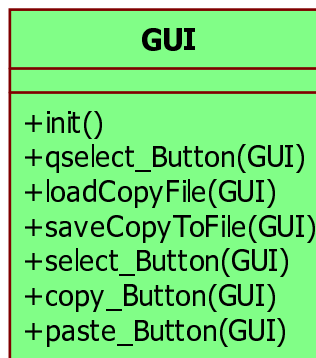 GUI
+init()
+qselect_Button(GUI)
+loadCopyFile(GUI)
+saveCopyToFile(GUI)
+select_Button(GUI)
+copy_Button(GUI)
+paste_Button(GUI)